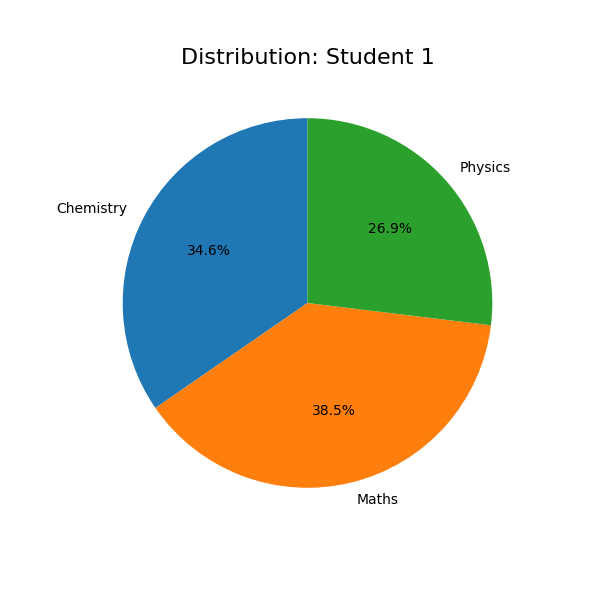 Distribution: Student 1
Physics
Chemistry
26.9%
34.6%
38.5%
Maths